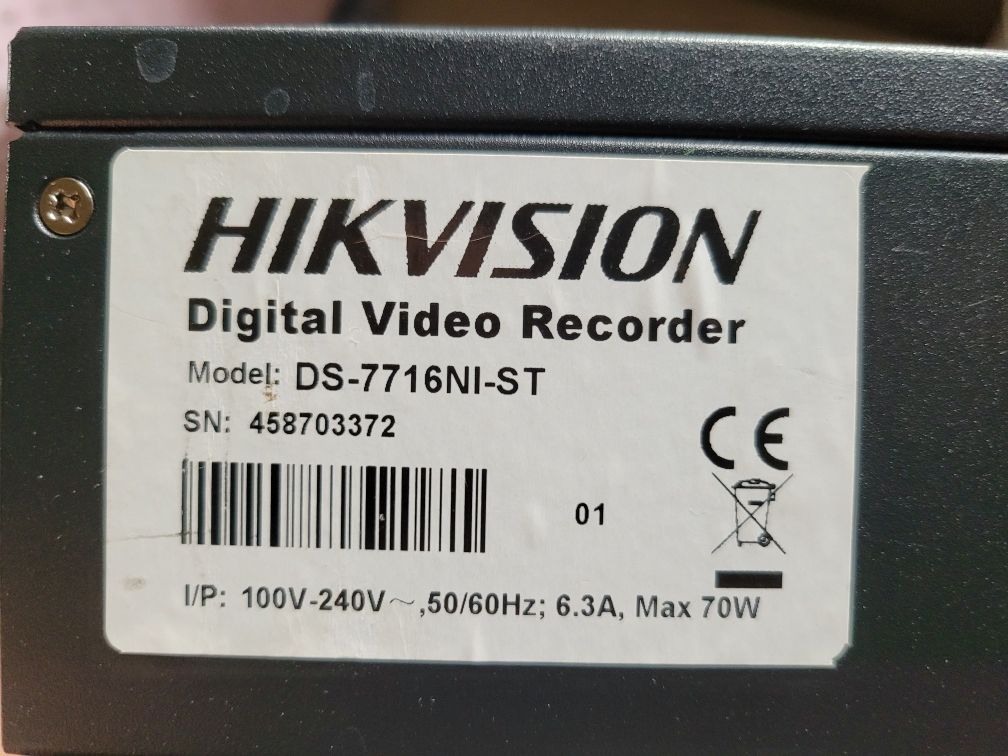 HIKVISION
Digital Video Recorder
Model: DS-7716NI-ST
SN: 458703372
CE
01
I/P: 100V-240V~,50/60Hz; 6.3A, Max 70W